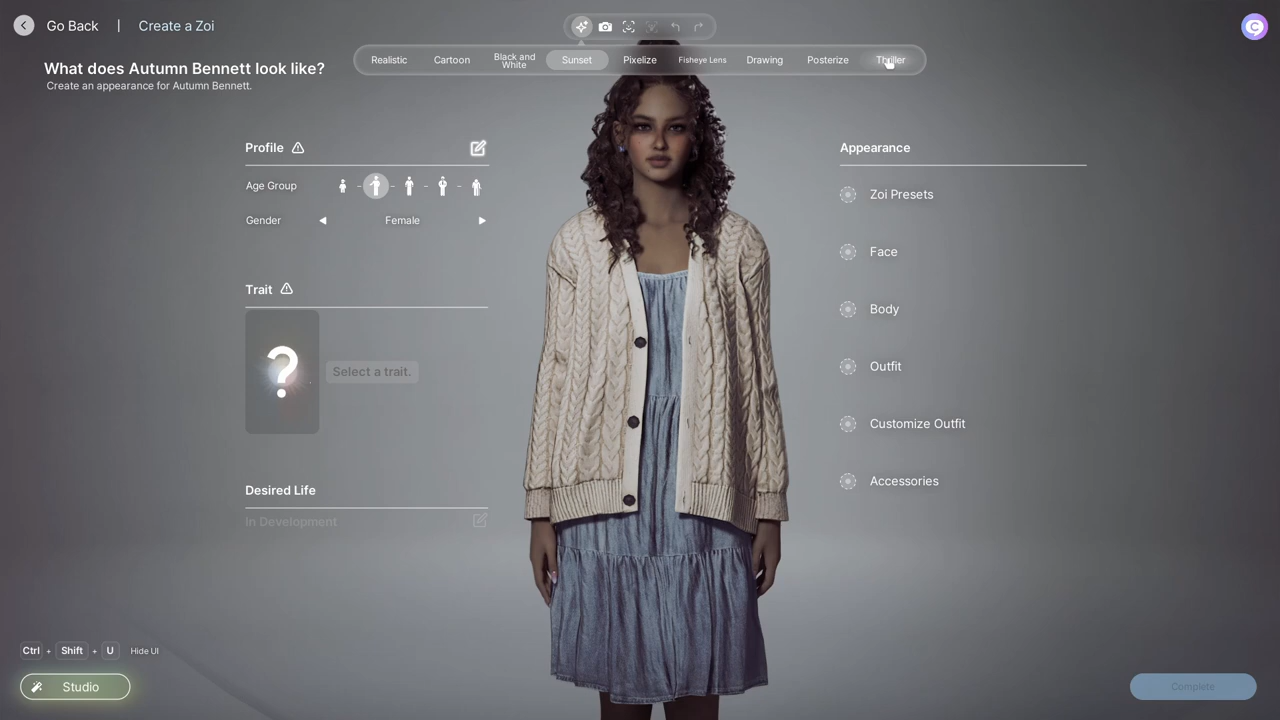 Go Back | Create a Zoi
What does Autumn Bennett look like?
Create an appearance for Autumn Bennett.
Realistic
Cartoon
Black and
White
Sunset
Pixelize
Fisheye Lens
Drawing
Posterize
Thriller
Profile
Age Group
Gender
Female
Trait
?
Select a trait.
Desired Life
In Development
Appearance
Zoi Presets
Face
Body
Outfit
Customize Outfit
Accessories
Ctrl + Shift + U Hide UI
Studio
Complete